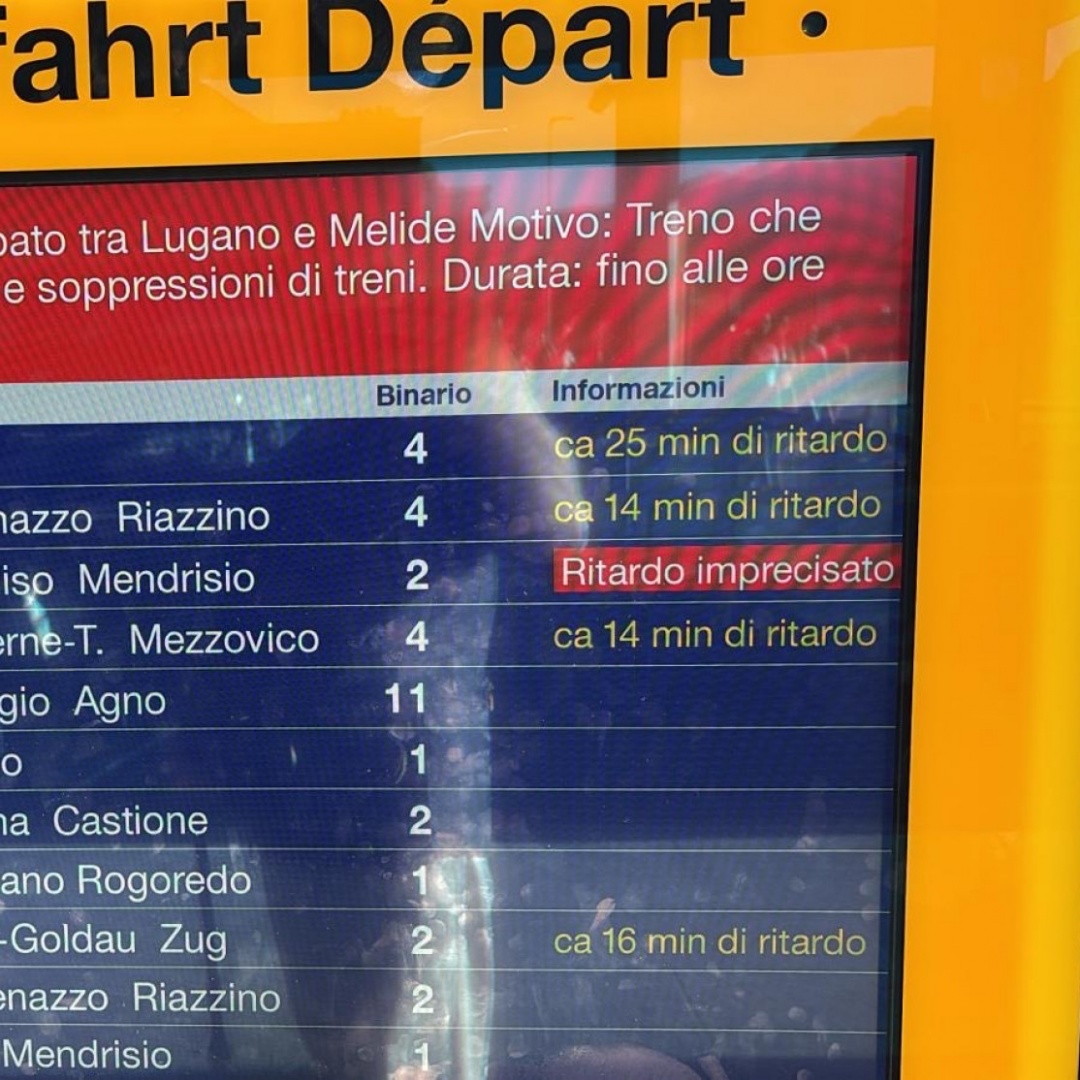 fahrt Départ ·
pato tra Lugano e Melide Motivo: Treno che
e soppressioni di treni. Durata: fino alle ore
Binario Informazioni
4 ca 25 min di ritardo
nazzo Riazzino 4 ca 14 min di ritardo
iso Mendrisio 2 Ritardo imprecisato
erne-T. Mezzovico 4 ca 14 min di ritardo
gio Agno 11
o 1
na Castione 2
ano Rogoredo 1
-Goldau Zug 2 ca 16 min di ritardo
enazzo Riazzino 2
Mendrisio 1